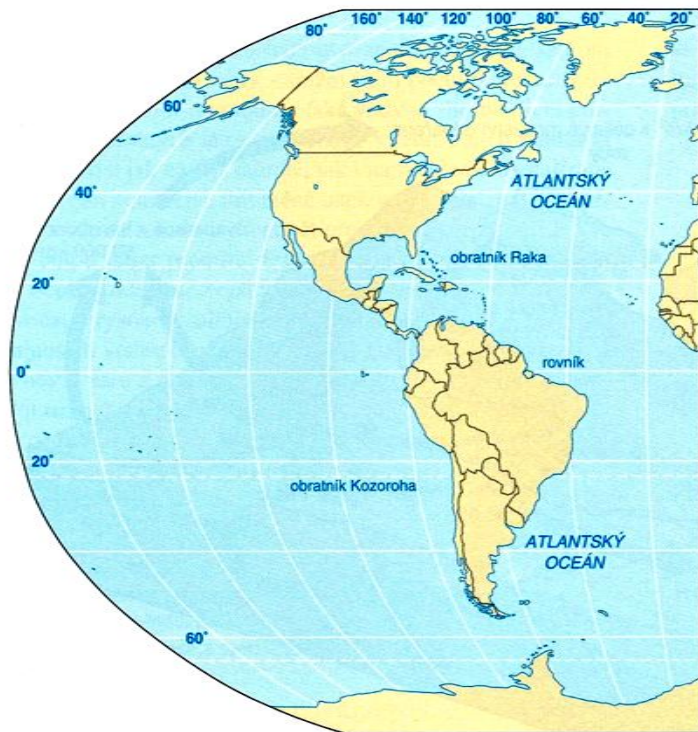 160° 140° 120° 100° 80° 60° 40° 20°
80°
60°
ATLANTSKÝ
OCEÁN
40°
obratník Raka
20°
rovník
0°
20°
obratník Kozoroha
ATLANTSKÝ
OCEÁN
60°